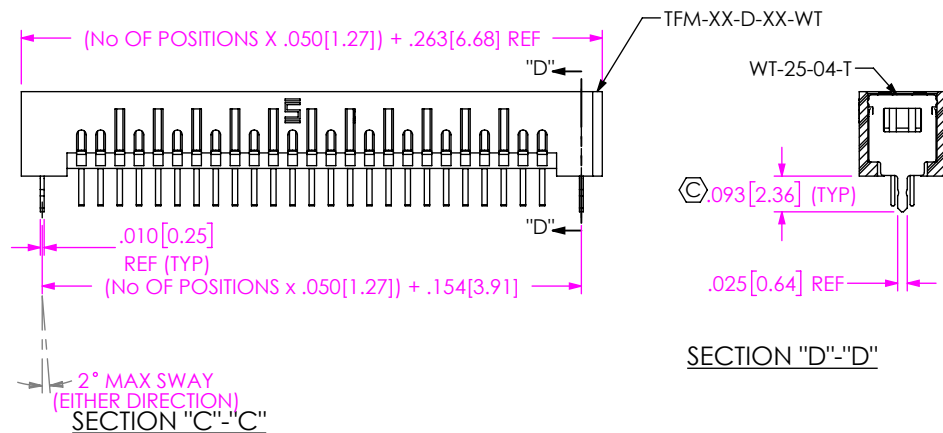 (No OF POSITIONS X .050[1.27]) + .263[6.68] REF
TFM-XX-D-XX-WT
"D"
WT-25-04-T
C
.093[2.36] (TYP)
"D"
.010[0.25]
REF (TYP)
(No OF POSITIONS x .050[1.27]) + .154[3.91]
.025[0.64] REF
SECTION "D"-"D"
2° MAX SWAY
(EITHER DIRECTION)
SECTION "C"-"C"